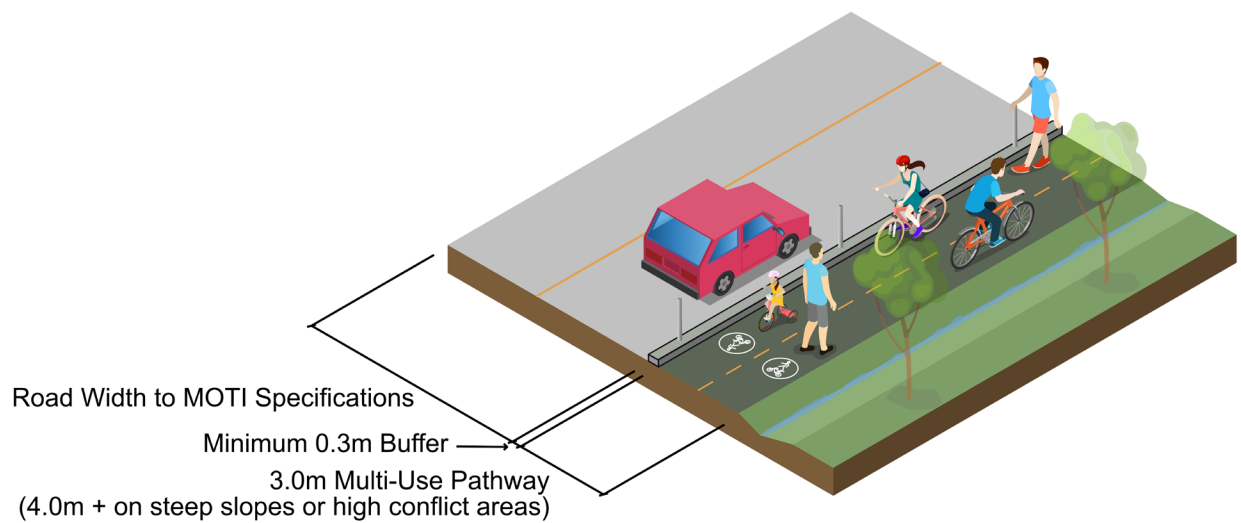 Road Width to MOTI Specifications
Minimum 0.3m Buffer
3.0m Multi-Use Pathway
(4.0m + on steep slopes or high conflict areas)